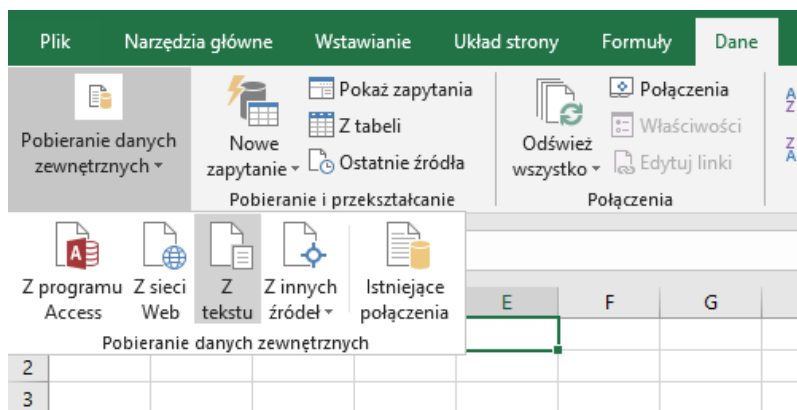 Plik Narzędzia główne Wstawianie Układ strony Formuły Dane
Pobieranie danych
zewnętrznych
Nowe
zapytanie
Pokaż zapytania
Z tabeli
Ostatnie źródła
Pobieranie i przekształcanie
Odśwież
wszystko
Połączenia
Właściwości
Edytuj linki
Połączenia
A
Z
Z
A
Z programu
Access
Z sieci
Web
Z
tekstu
Z innych
źródeł
Istniejące
połączenia
Pobieranie danych zewnętrznych
E F G
2
3